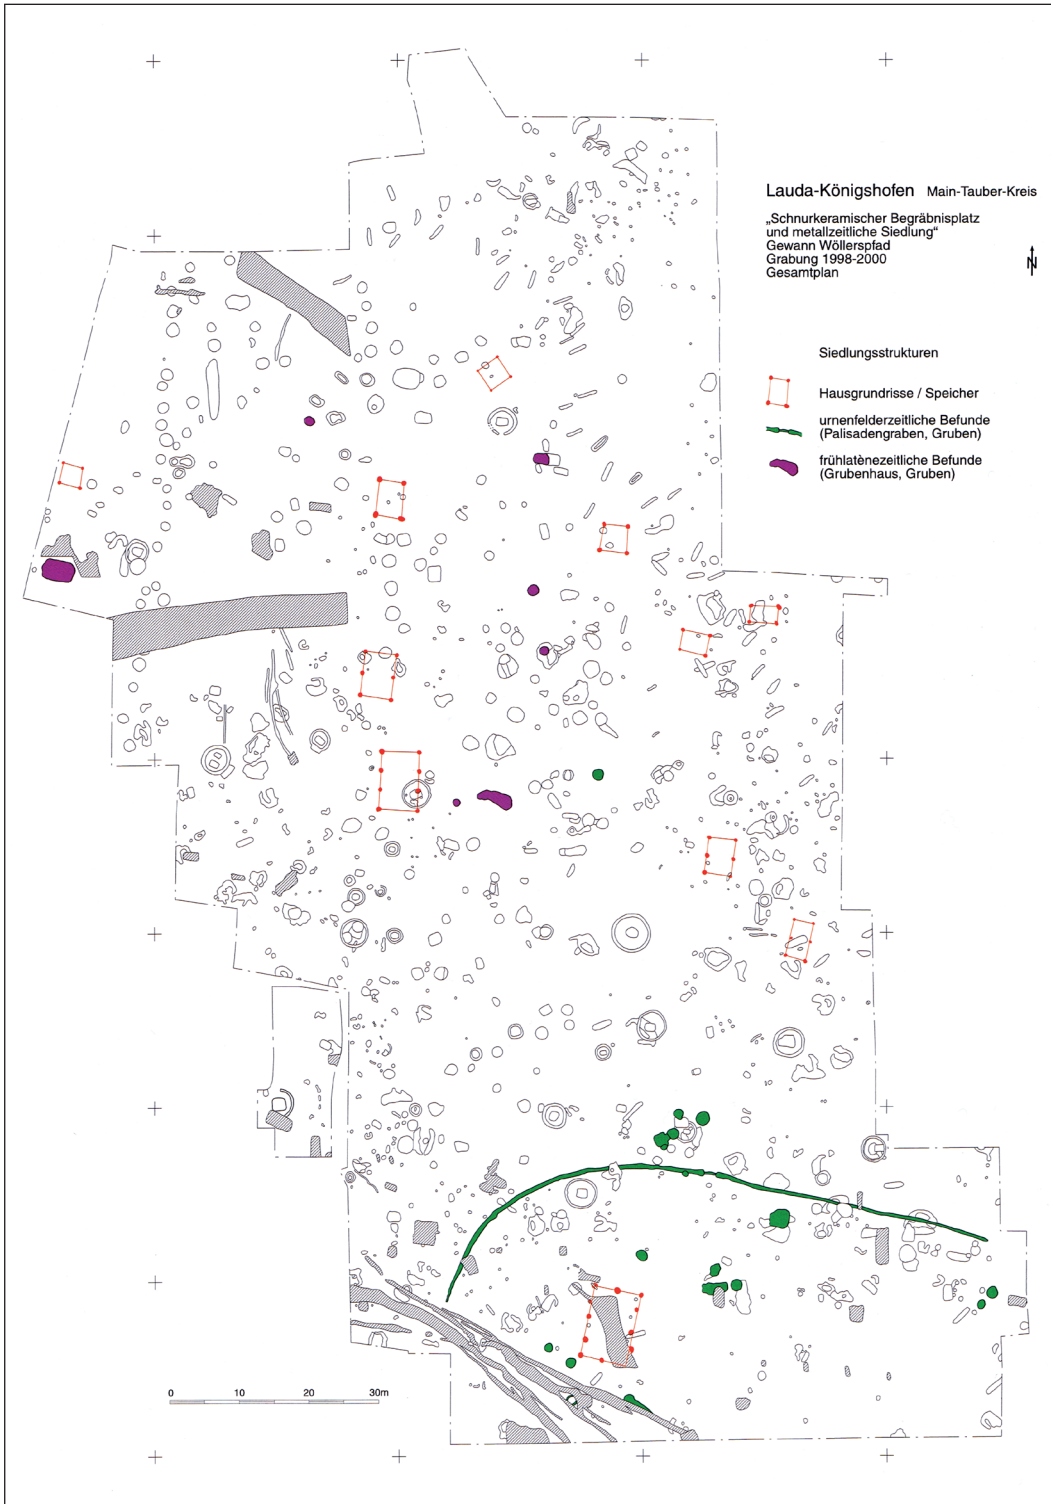 Lauda-Königshofen Main-Tauber-Kreis
„Schnurkeramischer Begräbnisplatz
und metallzeitliche Siedlung“
Gewann Wöllerspfad
Grabung 1998-2000
Gesamtplan
N
Siedlungsstrukturen
Hausgrundrisse / Speicher
urnenfelderzeitliche Befunde
(Palisadengraben, Gruben)
frühlatènezeitliche Befunde
(Grubenhaus, Gruben)
0 10 20 30m